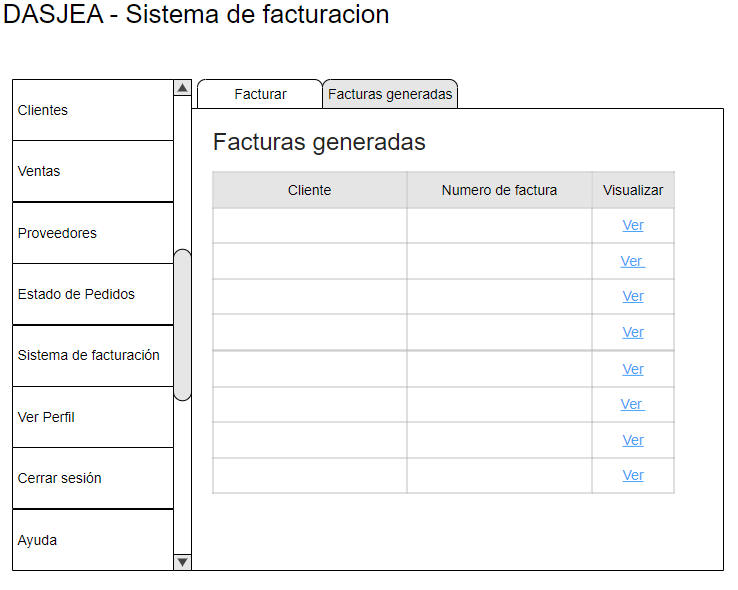 DASJEA - Sistema de facturacion
Clientes
Ventas
Proveedores
Estado de Pedidos
Sistema de facturación
Ver Perfil
Cerrar sesión
Ayuda
Facturar Facturas generadas
Facturas generadas
Cliente Numero de factura Visualizar
Ver
Ver
Ver
Ver
Ver
Ver
Ver
Ver